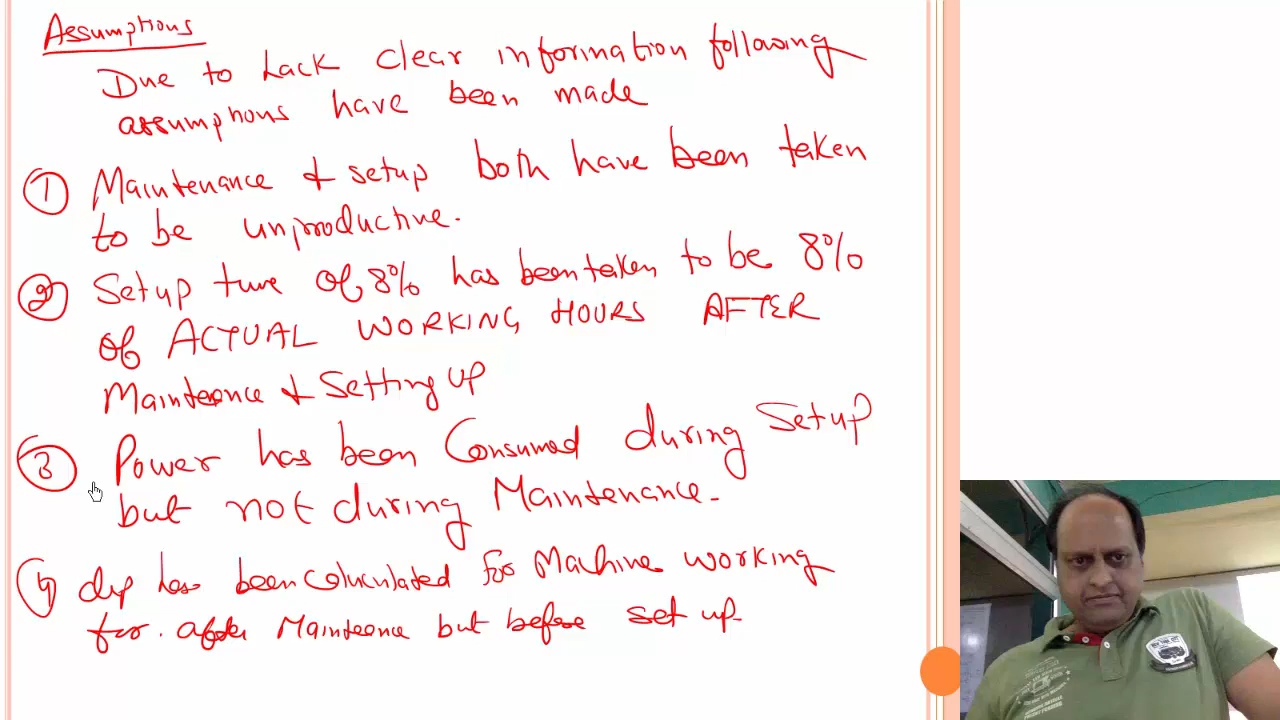 Assumptions
Due to Lack clear information following
assumptions have been made
① Maintenance & setup both have been taken
to be unproductive.
② Setup time of 8% has been taken to be 8%
of ACTUAL WORKING HOURS AFTER
Maintenance & Setting up
③ Power has been Consumed during Setup
but not during Maintenance.
④ dep has been calculated for Machine working
for. after Maintenance but before set up